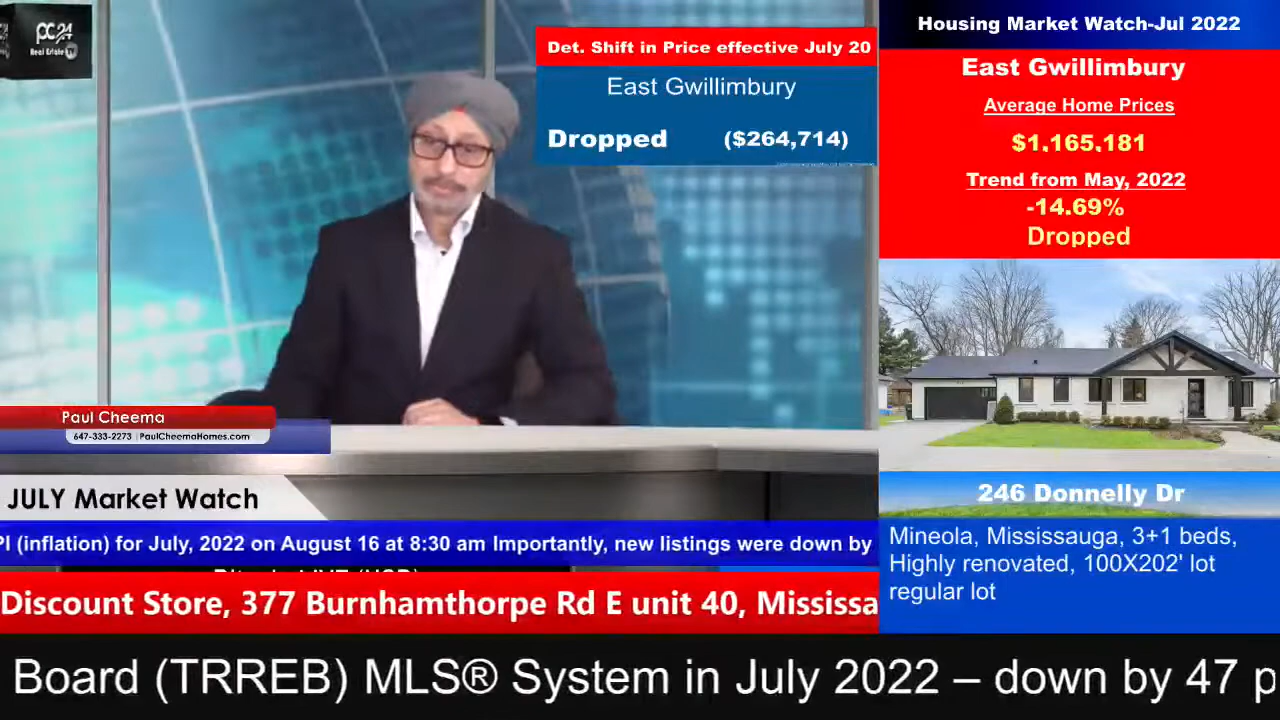 pc24
Real Estate TV
Det. Shift in Price effective July 20
East Gwillimbury
Dropped ($264,714)
Housing Market Watch-Jul 2022
East Gwillimbury
Average Home Prices
$1,165,181
Trend from May, 2022
-14.69%
Dropped
Paul Cheema
647-333-2273 | PaulCheemaHomes.com
JULY Market Watch
PI (inflation) for July, 2022 on August 16 at 8:30 am Importantly, new listings were down by
Discount Store, 377 Burnhamthorpe Rd E unit 40, Mississa
246 Donnelly Dr
Mineola, Mississauga, 3+1 beds,
Highly renovated, 100X202' lot
regular lot
Board (TRREB) MLS® System in July 2022 – down by 47 p